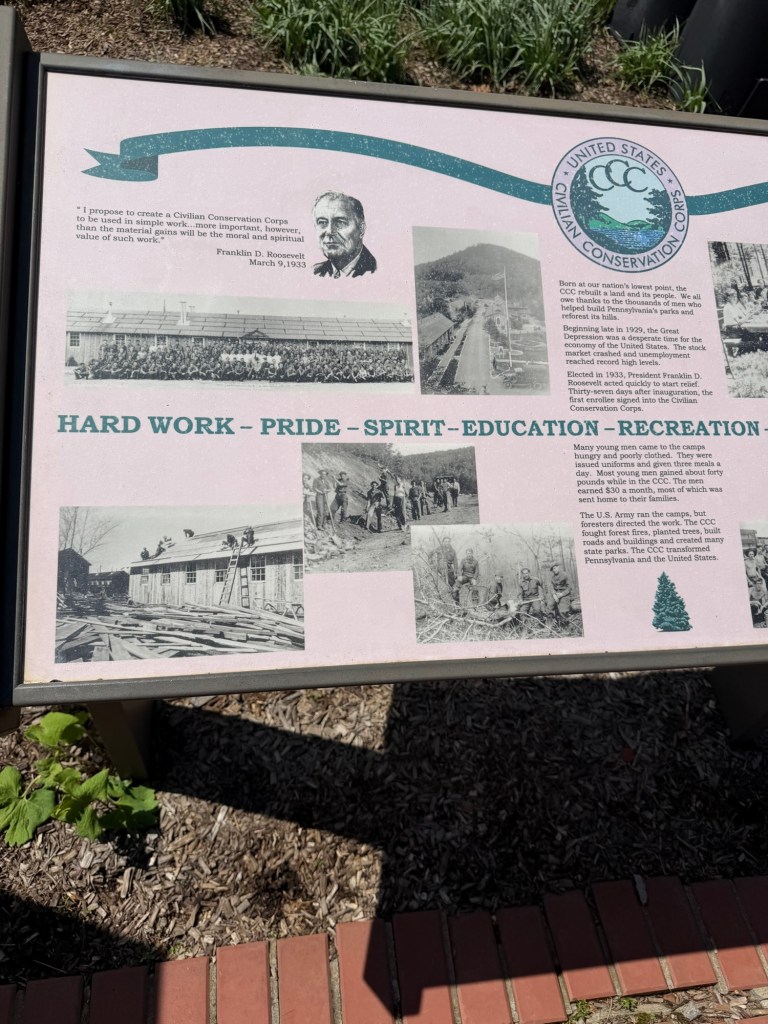 " I propose to create a Civilian Conservation Corps
to be used in simple work...more important, however,
than the material gains will be the moral and spiritual
value of such work."
Franklin D. Roosevelt
March 9,1933
UNITED STATES
CCC
CIVILIAN CONSERVATION CORPS
Born at our nation's lowest point, the
CCC rebuilt a land and its people. We all
owe thanks to the thousands of men who
helped build Pennsylvania's parks and
reforest its hills.
Beginning late in 1929, the Great
Depression was a desperate time for the
economy of the United States. The stock
market crashed and unemployment
reached record high levels.
Elected in 1933, President Franklin D.
Roosevelt acted quickly to start relief.
Thirty-seven days after inauguration, the
first enrollee signed into the Civilian
Conservation Corps.
HARD WORK – PRIDE – SPIRIT – EDUCATION – RECREATION -
Many young men came to the camps
hungry and poorly clothed. They were
issued uniforms and given three meals a
day. Most young men gained about forty
pounds while in the CCC. The men
earned $30 a month, most of which was
sent home to their families.
The U.S. Army ran the camps, but
foresters directed the work. The CCC
fought forest fires, planted trees, built
roads and buildings and created many
state parks. The CCC transformed
Pennsylvania and the United States.